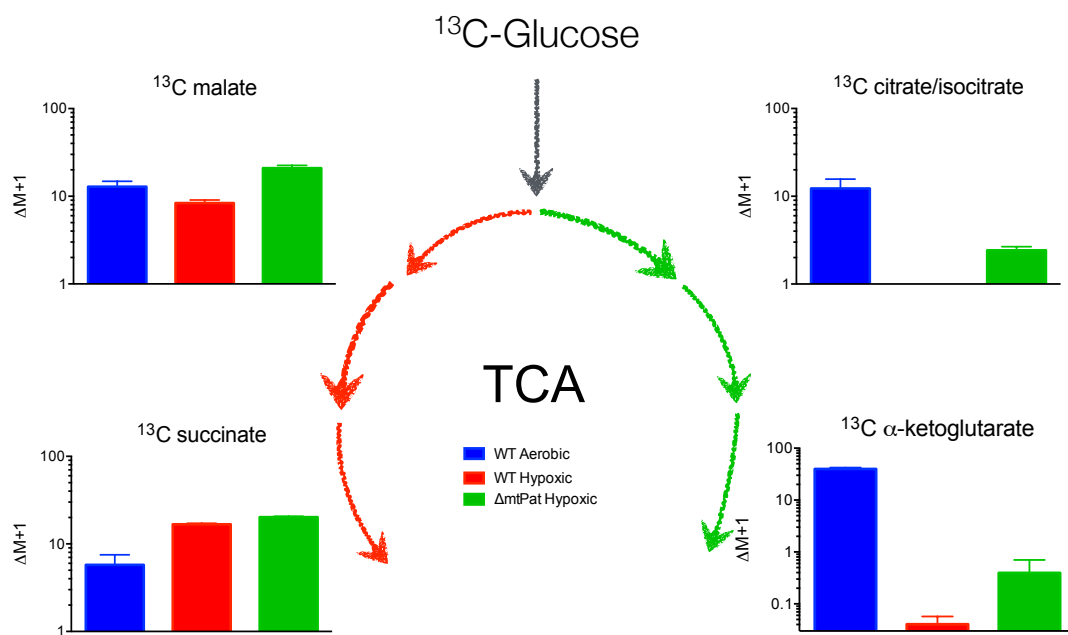 ¹³C-Glucose
¹³C malate
100
10
1
ΔM+1
¹³C citrate/isocitrate
100
10
1
ΔM+1
TCA
WT Aerobic
WT Hypoxic
ΔmtPat Hypoxic
¹³C succinate
100
10
1
ΔM+1
¹³C α-ketoglutarate
100
10
1
0.1
ΔM+1